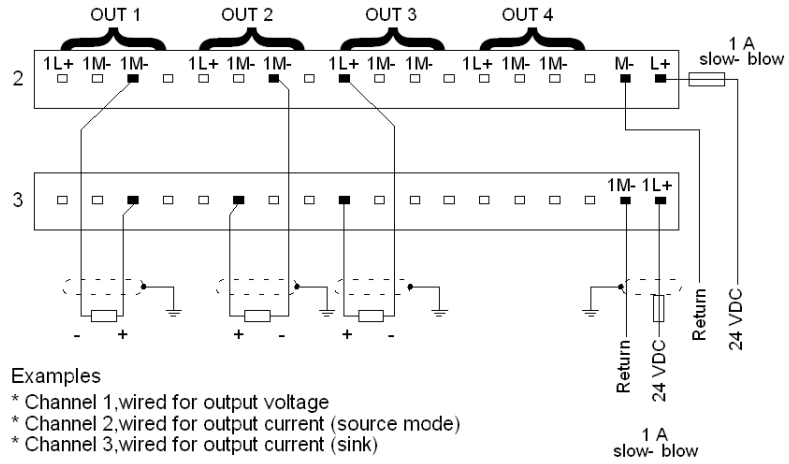 OUT 1 OUT 2 OUT 3 OUT 4
1 A
slow- blow
1L+ 1M- 1M- 1L+ 1M- 1M- 1L+ 1M- 1M- 1L+ 1M- 1M- M- L+
2
1M- 1L+
3
- + + - + -
Return
24 VDC
Return
24 VDC
Examples
* Channel 1,wired for output voltage
* Channel 2,wired for output current (source mode)
* Channel 3,wired for output current (sink)
1 A
slow- blow